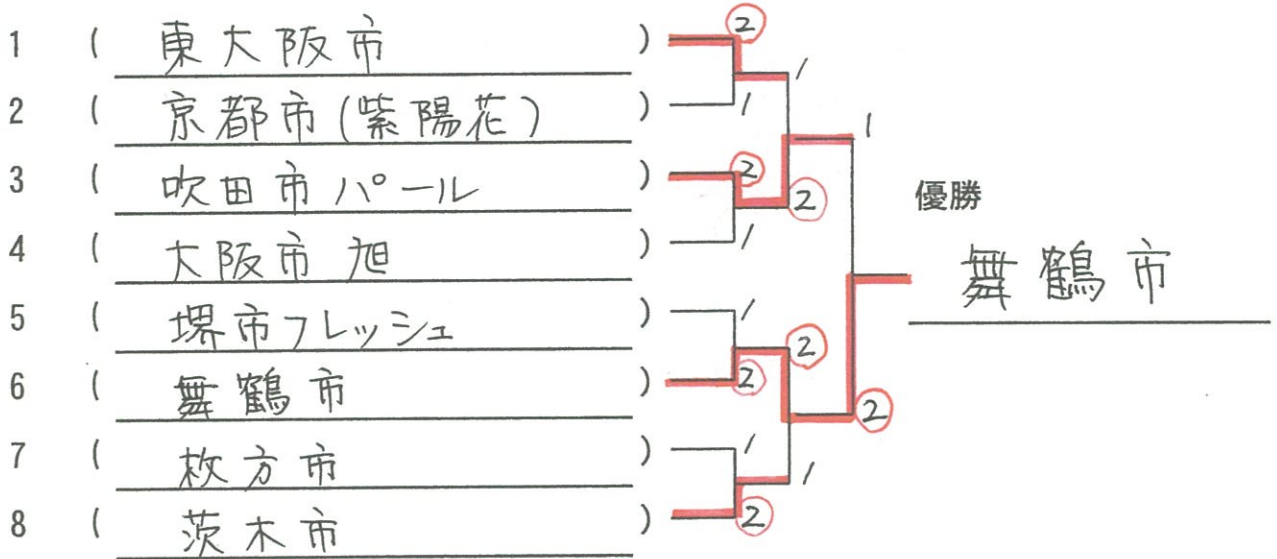 ② 
1 ( 東大阪市 ) 1
2 ( 京都市(紫陽花) ) 1 1
3 ( 吹田市パール ) ② ② 優勝
4 ( 大阪市 旭 ) 1 舞鶴市
5 ( 堺市フレッシュ ) 1 ②
6 ( 舞鶴市 ) ② ②
7 ( 枚方市 ) 1 1
8 ( 茨木市 ) ②